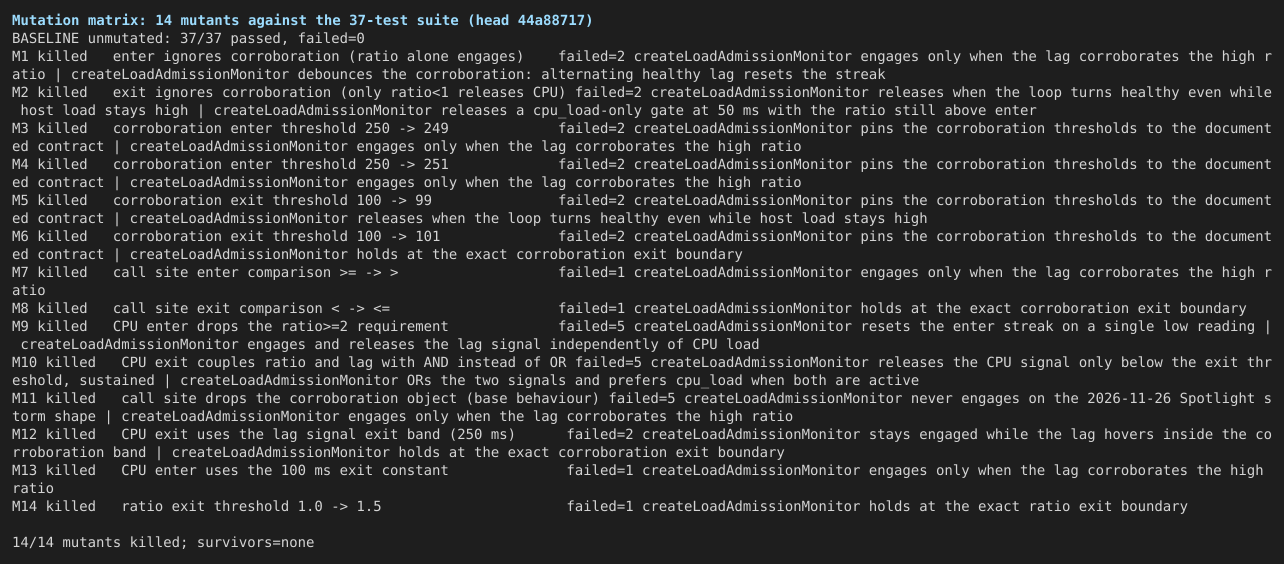 Mutation matrix: 14 mutants against the 37-test suite (head 44a88717)
BASELINE unmutated: 37/37 passed, failed=0
M1 killed   enter ignores corroboration (ratio alone engages)    failed=2 createLoadAdmissionMonitor engages only when the lag corroborates the high r
atio | createLoadAdmissionMonitor debounces the corroboration: alternating healthy lag resets the streak
M2 killed   exit ignores corroboration (only ratio<1 releases CPU) failed=2 createLoadAdmissionMonitor releases when the loop turns healthy even while
 host load stays high | createLoadAdmissionMonitor releases a cpu_load-only gate at 50 ms with the ratio still above enter
M3 killed   corroboration enter threshold 250 -> 249             failed=2 createLoadAdmissionMonitor pins the corroboration thresholds to the document
ed contract | createLoadAdmissionMonitor engages only when the lag corroborates the high ratio
M4 killed   corroboration enter threshold 250 -> 251             failed=2 createLoadAdmissionMonitor pins the corroboration thresholds to the document
ed contract | createLoadAdmissionMonitor engages only when the lag corroborates the high ratio
M5 killed   corroboration exit threshold 100 -> 99               failed=2 createLoadAdmissionMonitor pins the corroboration thresholds to the document
ed contract | createLoadAdmissionMonitor releases when the loop turns healthy even while host load stays high
M6 killed   corroboration exit threshold 100 -> 101              failed=2 createLoadAdmissionMonitor pins the corroboration thresholds to the document
ed contract | createLoadAdmissionMonitor holds at the exact corroboration exit boundary
M7 killed   call site enter comparison >= -> >                   failed=1 createLoadAdmissionMonitor engages only when the lag corroborates the high r
atio
M8 killed   call site exit comparison < -> <=                    failed=1 createLoadAdmissionMonitor holds at the exact corroboration exit boundary
M9 killed   CPU enter drops the ratio>=2 requirement             failed=5 createLoadAdmissionMonitor resets the enter streak on a single low reading |
 createLoadAdmissionMonitor engages and releases the lag signal independently of CPU load
M10 killed   CPU exit couples ratio and lag with AND instead of OR failed=5 createLoadAdmissionMonitor releases the CPU signal only below the exit thr
eshold, sustained | createLoadAdmissionMonitor ORs the two signals and prefers cpu_load when both are active
M11 killed   call site drops the corroboration object (base behaviour) failed=5 createLoadAdmissionMonitor never engages on the 2026-11-26 Spotlight s
torm shape | createLoadAdmissionMonitor engages only when the lag corroborates the high ratio
M12 killed   CPU exit uses the lag signal exit band (250 ms)      failed=2 createLoadAdmissionMonitor stays engaged while the lag hovers inside the co
rroboration band | createLoadAdmissionMonitor holds at the exact corroboration exit boundary
M13 killed   CPU enter uses the 100 ms exit constant              failed=1 createLoadAdmissionMonitor engages only when the lag corroborates the high
ratio
M14 killed   ratio exit threshold 1.0 -> 1.5                      failed=1 createLoadAdmissionMonitor holds at the exact ratio exit boundary
14/14 mutants killed; survivors=none